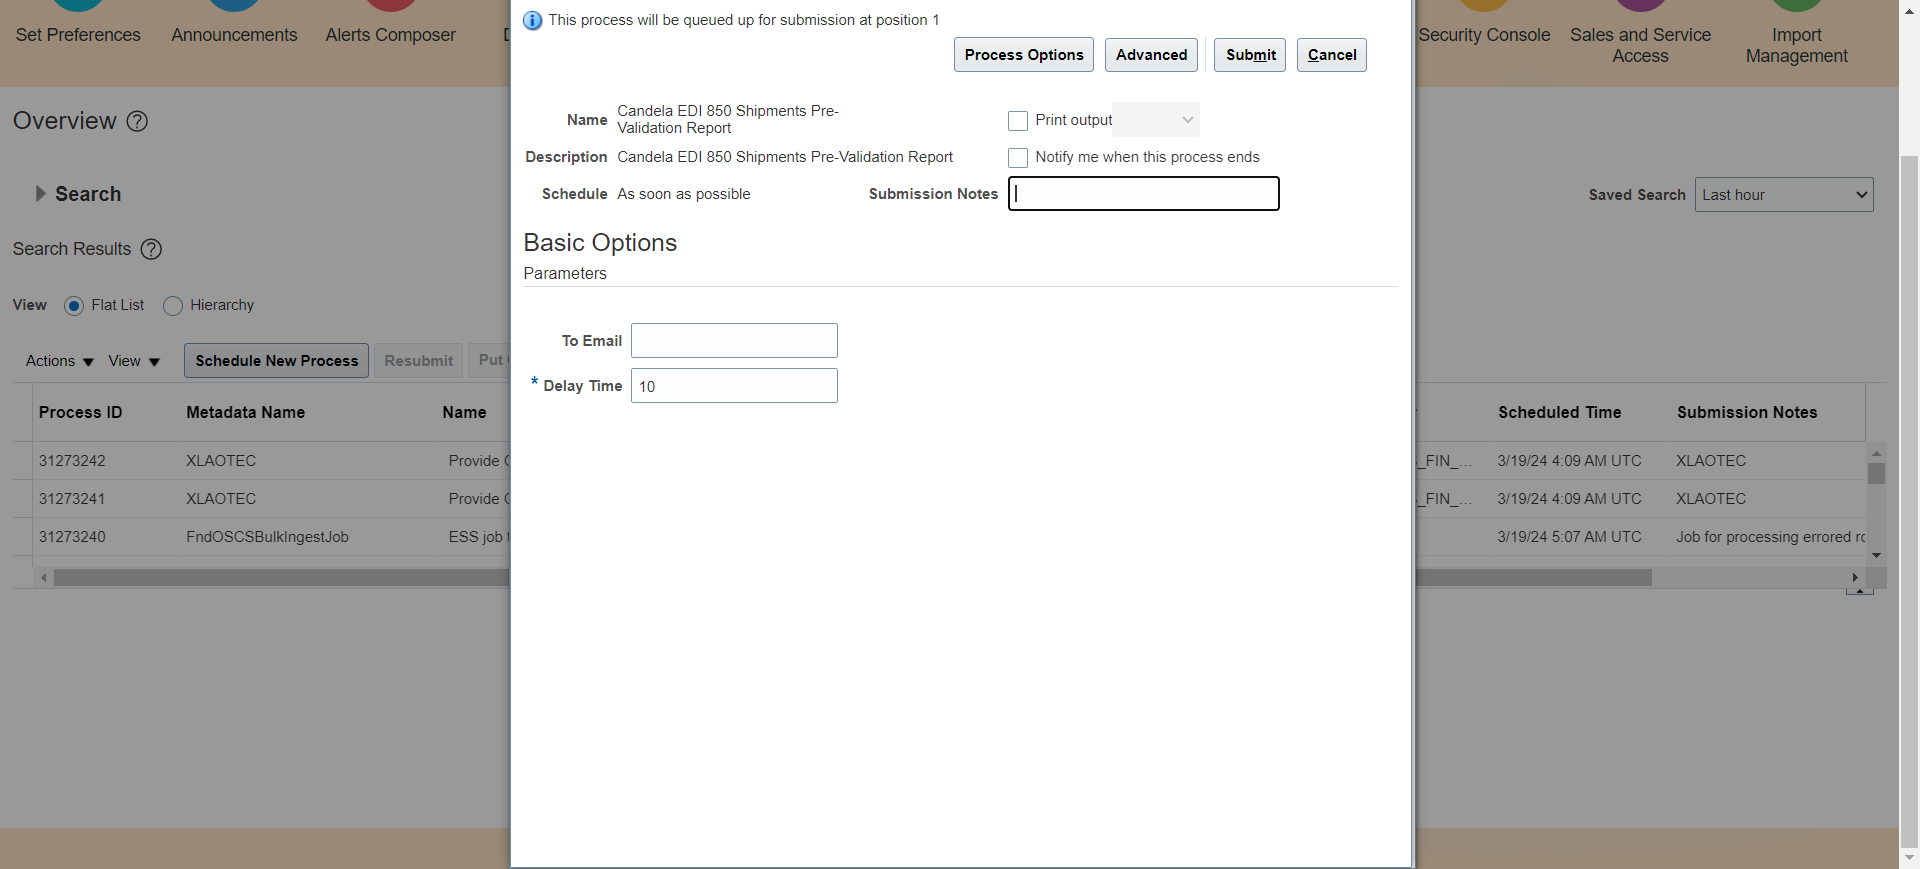 Set Preferences
Announcements
Alerts Composer
Security Console
Sales and Service
Access
Import
Management
This process will be queued up for submission at position 1
Process Options
Advanced
Submit
Cancel
Name
Candela EDI 850 Shipments Pre-
Validation Report
Print output
Description
Candela EDI 850 Shipments Pre-Validation Report
Notify me when this process ends
Schedule
As soon as possible
Submission Notes
Basic Options
Parameters
To Email
* Delay Time
10
Overview
Search
Saved Search
Last hour
Search Results
View
Flat List
Hierarchy
Actions
View
Schedule New Process
Resubmit
Put
Process ID
Metadata Name
Name
Scheduled Time
Submission Notes
31273242
XLAOTEC
Provide
_FIN_...
3/19/24 4:09 AM UTC
XLAOTEC
31273241
XLAOTEC
Provide
_FIN_...
3/19/24 4:09 AM UTC
XLAOTEC
31273240
FndOSCSBulkIngestJob
ESS job
3/19/24 5:07 AM UTC
Job for processing errored